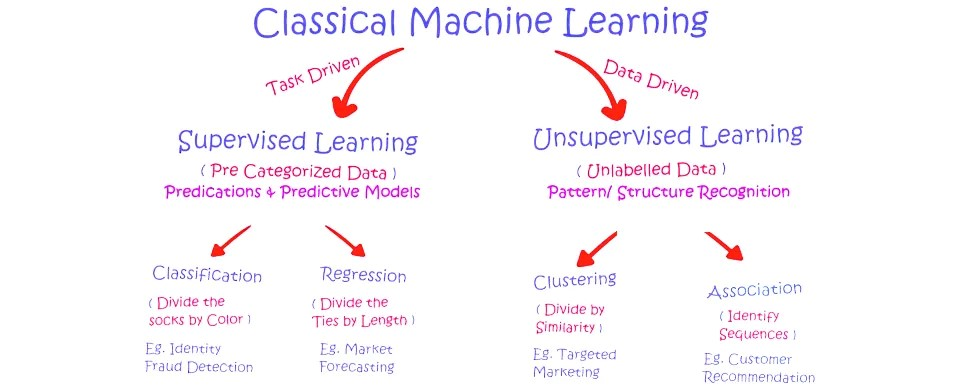 Classical Machine Learning
Task Driven
Data Driven
Supervised Learning
( Pre Categorized Data )
Predications & Predictive Models
Unsupervised Learning
( Unlabelled Data )
Pattern/ Structure Recognition
Classification
( Divide the
socks by Color )
Eg. Identity
Fraud Detection
Regression
( Divide the
Ties by Length )
Eg. Market
Forecasting
Clustering
( Divide by
Similarity )
Eg. Targeted
Marketing
Association
( Identify
Sequences )
Eg. Customer
Recommendation